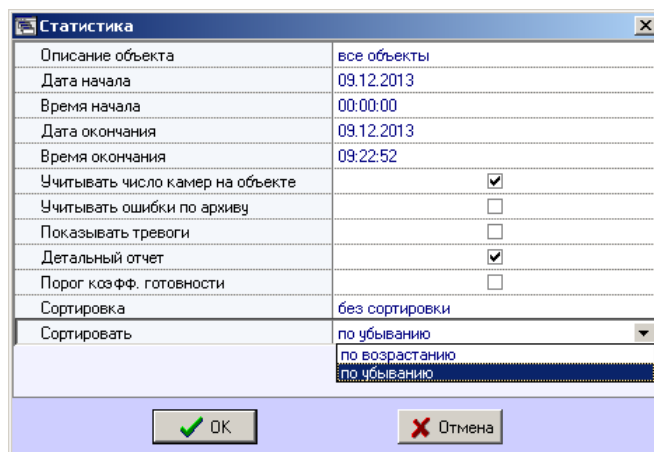 Статистика
Описание объекта все объекты
Дата начала 09.12.2013
Время начала 00:00:00
Дата окончания 09.12.2013
Время окончания 09:22:52
Учитывать число камер на объекте
Учитывать ошибки по архиву
Показывать тревоги
Детальный отчет
Порог коэфф. готовности
Сортировка без сортировки
Сортировать по убыванию
по возрастанию
по убыванию
OK Отмена